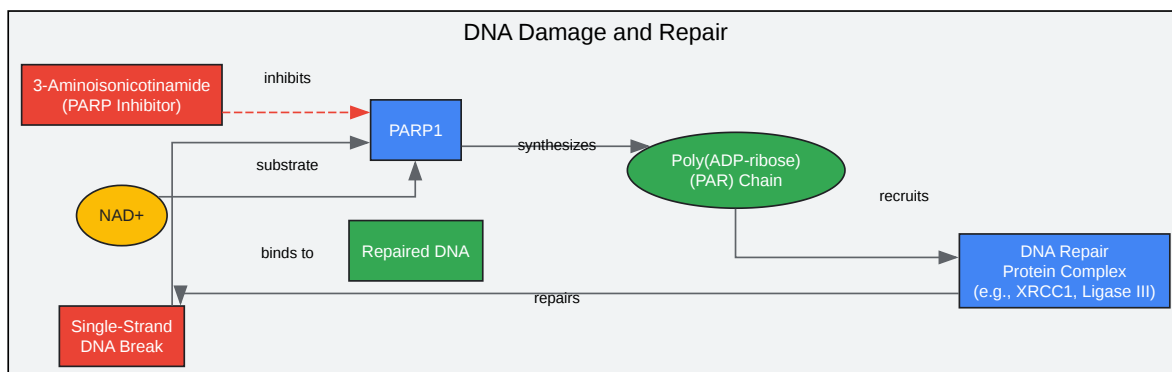 DNA Damage and Repair
3-Aminoisonicotinamide
(PARP Inhibitor)
inhibits
PARP1
synthesizes
substrate
Poly(ADP-ribose)
(PAR) Chain
recruits
NAD+
binds to
Repaired DNA
DNA Repair
Protein Complex
(e.g., XRCC1, Ligase III)
repairs
Single-Strand
DNA Break